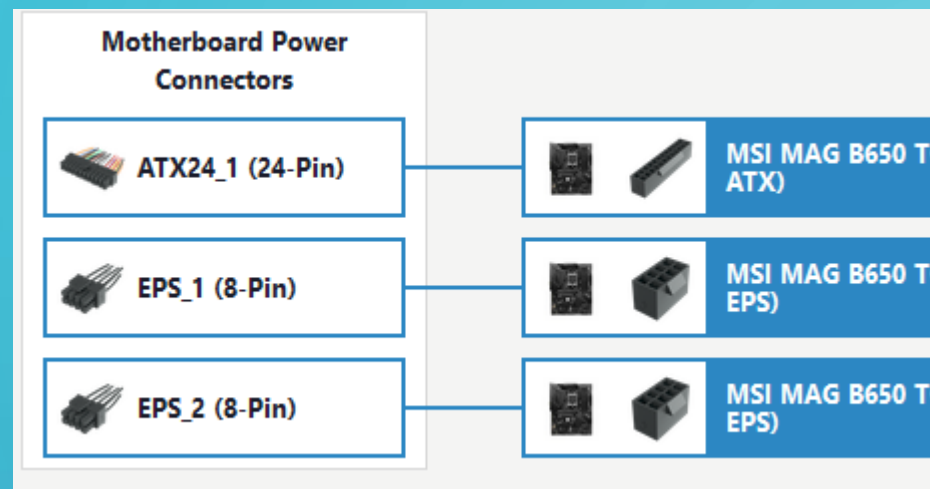 Motherboard Power
Connectors
ATX24_1 (24-Pin)
MSI MAG B650 T
ATX)
EPS_1 (8-Pin)
MSI MAG B650 T
EPS)
EPS_2 (8-Pin)
MSI MAG B650 T
EPS)